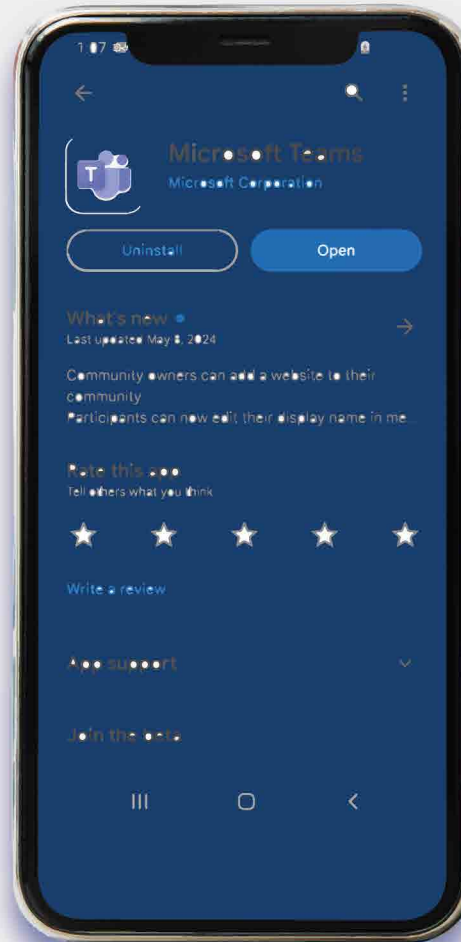 1:07
Microsoft Teams
T
Microsoft Corporation
Uninstall
Open
What's new
Last updated May 8, 2024
Community owners can add a website to their
community
Participants can now edit their display name in me...
Rate this app
Tell others what you think
Write a review
App support
Join the beta